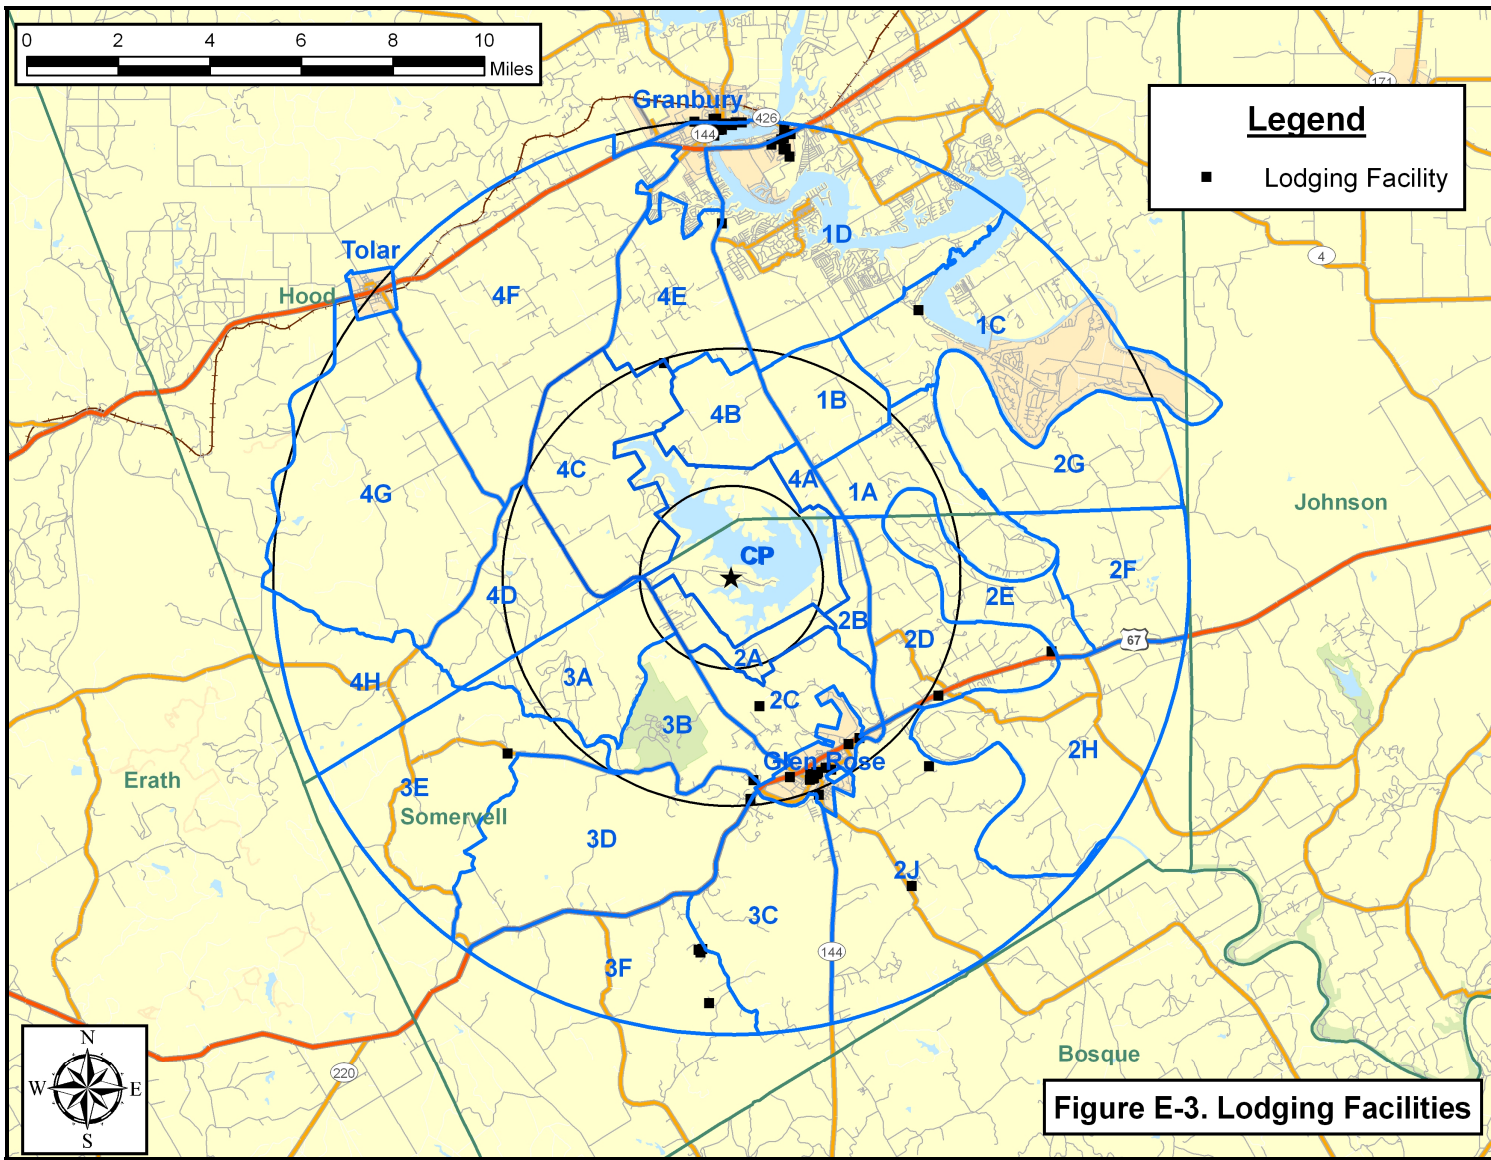 0 2 4 6 8 10
Miles
Legend
Lodging Facility
Granbury
426
144
171
4
Tolar
Hood
1D
4F
4E
1C
4B
1B
4C
4A
1A
2G
4G
Johnson
CP
2F
4D
2E
2B
2D
67
2A
3A
4H
2C
3B
2H
Glen Rose
Erath
3E
Somervell
3D
2J
3C
144
3F
Bosque
220
N
W E
S
Figure E-3. Lodging Facilities